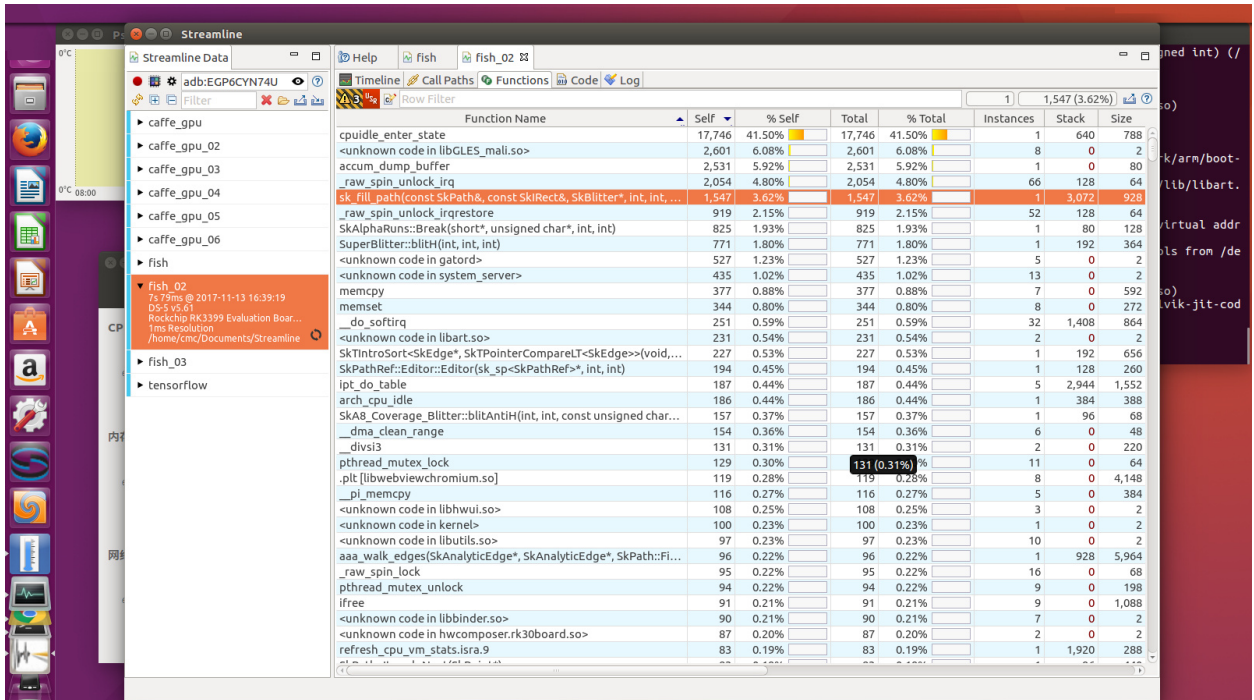 Streamline
0°C
0°C 08:00
CP
内存
网络
Streamline Data
adb:EGP6CYN74U
Filter
caffe_gpu
caffe_gpu_02
caffe_gpu_03
caffe_gpu_04
caffe_gpu_05
caffe_gpu_06
fish
fish_02
7s 79ms @ 2017-11-13 16:39:19
DS-5 v5.61
Rockchip RK3399 Evaluation Boar...
1ms Resolution
/home/cmc/Documents/Streamline
fish_03
tensorflow
Help fish fish_02
Timeline Call Paths Functions Code Log
3 Row Filter 1 1,547 (3.62%)
Function Name Self % Self Total % Total Instances Stack Size
cpuidle_enter_state 17,746 41.50% 17,746 41.50% 1 640 788
<unknown code in libGLES_mali.so> 2,601 6.08% 2,601 6.08% 8 0 2
accum_dump_buffer 2,531 5.92% 2,531 5.92% 1 0 80
_raw_spin_unlock_irq 2,054 4.80% 2,054 4.80% 66 128 64
sk_fill_path(const SkPath&, const SkIRect&, SkBlitter*, int, int, ... 1,547 3.62% 1,547 3.62% 1 3,072 928
_raw_spin_unlock_irqrestore 919 2.15% 919 2.15% 52 128 64
SkAlphaRuns::Break(short*, unsigned char*, int, int) 825 1.93% 825 1.93% 1 80 128
SuperBlitter::blitH(int, int, int) 771 1.80% 771 1.80% 1 192 364
<unknown code in gatord> 527 1.23% 527 1.23% 5 0 2
<unknown code in system_server> 435 1.02% 435 1.02% 13 0 2
memcpy 377 0.88% 377 0.88% 7 0 592
memset 344 0.80% 344 0.80% 8 0 272
__do_softirq 251 0.59% 251 0.59% 32 1,408 864
<unknown code in libart.so> 231 0.54% 231 0.54% 2 0 2
SkTIntroSort<SkEdge*, SkTPointerCompareLT<SkEdge>>(void,... 227 0.53% 227 0.53% 1 192 656
SkPathRef::Editor::Editor(sk_sp<SkPathRef>*, int, int) 194 0.45% 194 0.45% 1 128 260
ipt_do_table 187 0.44% 187 0.44% 5 2,944 1,552
arch_cpu_idle 186 0.44% 186 0.44% 1 384 388
SkA8_Coverage_Blitter::blitAntiH(int, int, const unsigned char... 157 0.37% 157 0.37% 1 96 68
__dma_clean_range 154 0.36% 154 0.36% 6 0 48
__divsi3 131 0.31% 131 0.31% 2 0 220
pthread_mutex_lock 129 0.30% 131 (0.31%) % 11 0 64
.plt [libwebviewchromium.so] 119 0.28% 119 0.28% 8 0 4,148
__pi_memcpy 116 0.27% 116 0.27% 5 0 384
<unknown code in libhwui.so> 108 0.25% 108 0.25% 3 0 2
<unknown code in kernel> 100 0.23% 100 0.23% 1 0 2
<unknown code in libutils.so> 97 0.23% 97 0.23% 10 0 2
aaa_walk_edges(SkAnalyticEdge*, SkAnalyticEdge*, SkPath::Fi... 96 0.22% 96 0.22% 1 928 5,964
_raw_spin_lock 95 0.22% 95 0.22% 16 0 68
pthread_mutex_unlock 94 0.22% 94 0.22% 9 0 198
ifree 91 0.21% 91 0.21% 9 0 1,088
<unknown code in libbinder.so> 90 0.21% 90 0.21% 7 0 2
<unknown code in hwcomposer.rk30board.so> 87 0.20% 87 0.20% 2 0 2
refresh_cpu_vm_stats.isra.9 83 0.19% 83 0.19% 1 1,920 288
ned int) (/
so)
rk/arm/boot-
/lib/libart.
virtual addr
ols from /de
so)
lvik-jit-cod